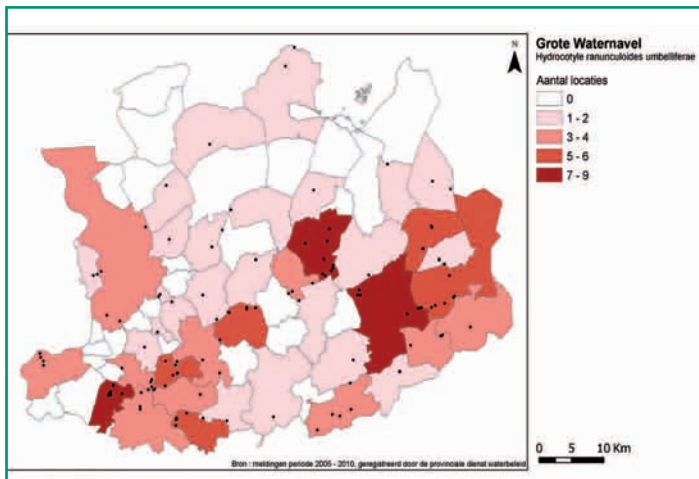 N
Grote Waternavel
Hydrocotyle ranunculoides umbelliferae
Aantal locaties
0
1 - 2
3 - 4
5 - 6
7 - 9
0 5 10 Km
Bron : meldingen periode 2005 - 2010, geregistreerd door de provinciale dienst waterbeleid